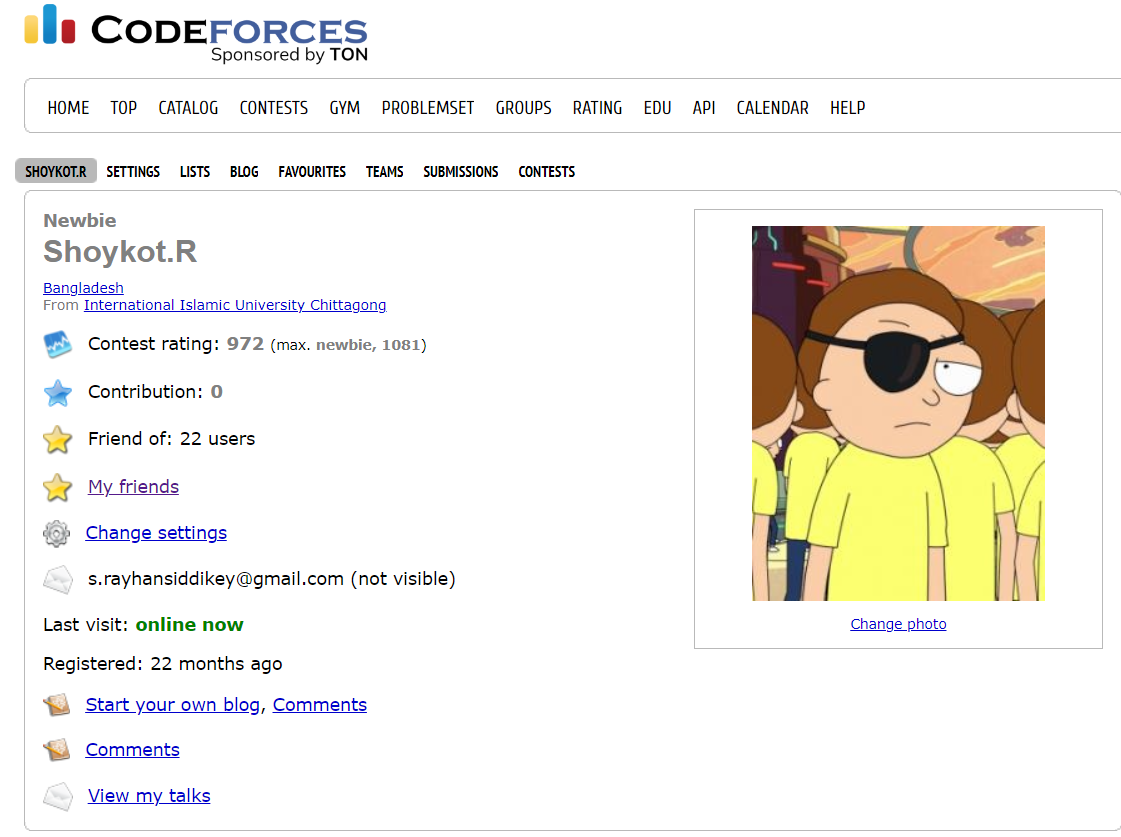 CODEFORCES
Sponsored by TON
HOME TOP CATALOG CONTESTS GYM PROBLEMSET GROUPS RATING EDU API CALENDAR HELP
SHOYKOT.R SETTINGS LISTS BLOG FAVOURITES TEAMS SUBMISSIONS CONTESTS
Newbie
Shoykot.R
Bangladesh
From International Islamic University Chittagong
Contest rating: 972 (max. newbie, 1081)
Contribution: 0
Friend of: 22 users
My friends
Change settings
s.rayhansiddikey@gmail.com (not visible)
Last visit: online now
Registered: 22 months ago
Start your own blog, Comments
Comments
View my talks
Change photo